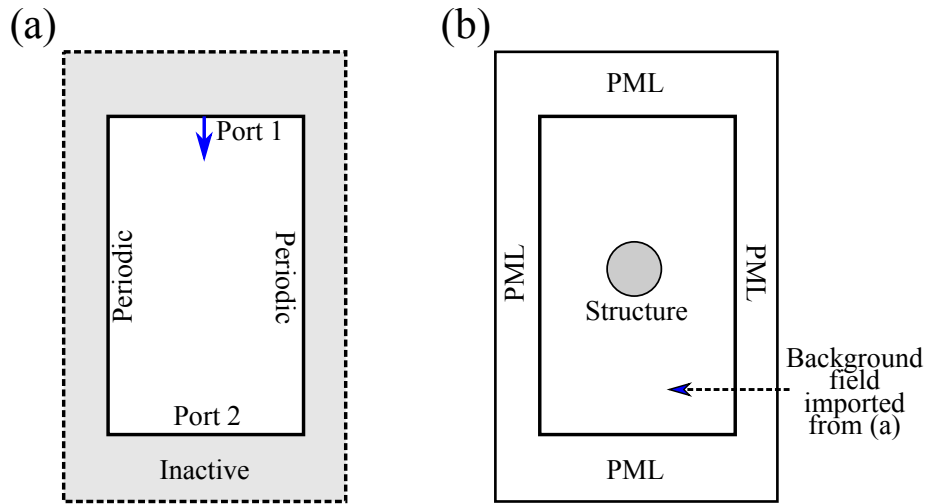 (a)
Port 1
Periodic
Periodic
Port 2
Inactive
(b)
PML
PML
PML
Structure
Background
field
imported
from (a)
PML